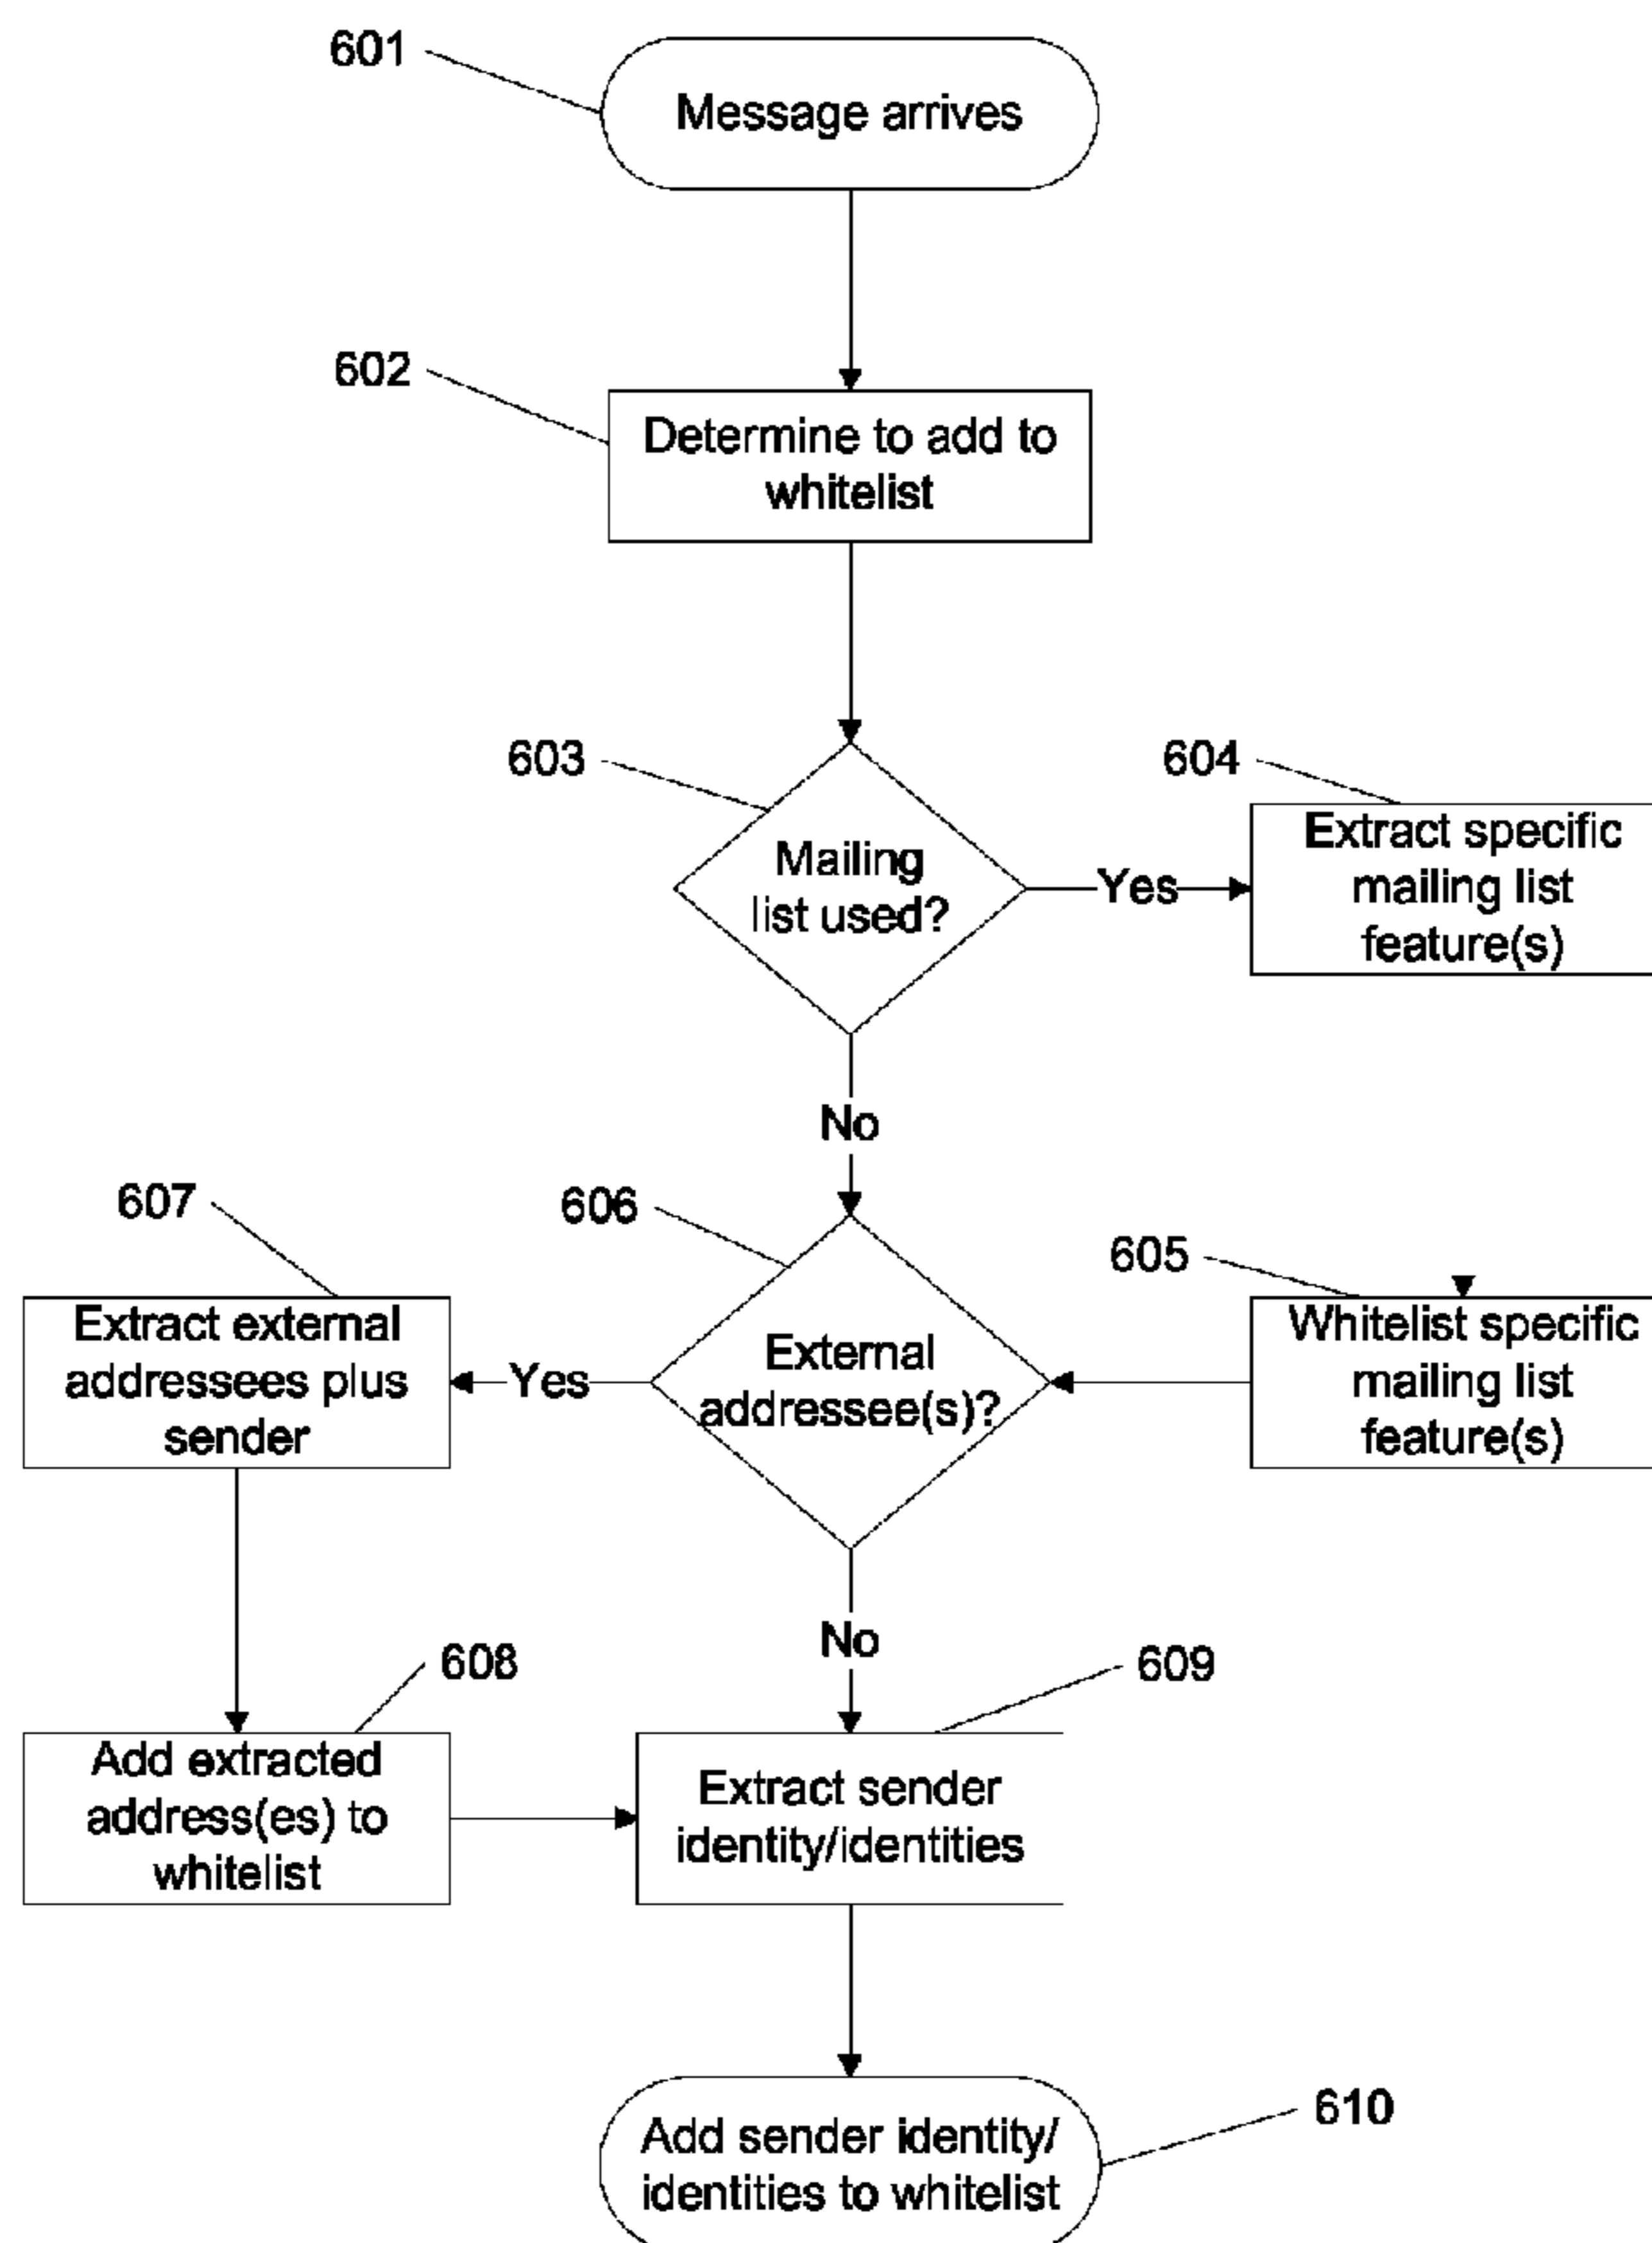 601
Message arrives
602
Determine to add to
whitelist
603
Mailing
list used?
Yes
604
Extract specific
mailing list
feature(s)
No
605
Whitelist specific
mailing list
feature(s)
606
External
addressee(s)?
Yes
607
Extract external
addressees plus
sender
No
608
Add extracted
address(es) to
whitelist
609
Extract sender
identity/identities
610
Add sender identity/
identities to whitelist